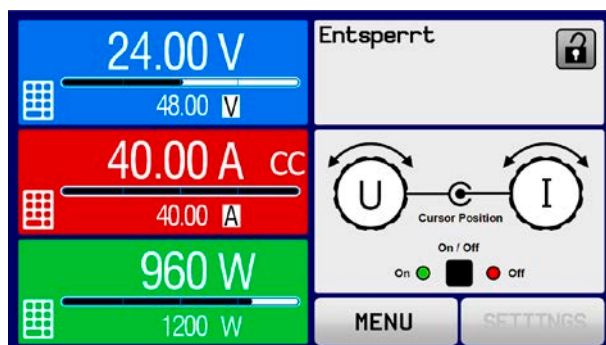 24.00 V
48.00 V
40.00 A CC
40.00 A
960 W
1200 W
Entsperrt
U I
Cursor Position
On / Off
On Off
MENU SETTINGS